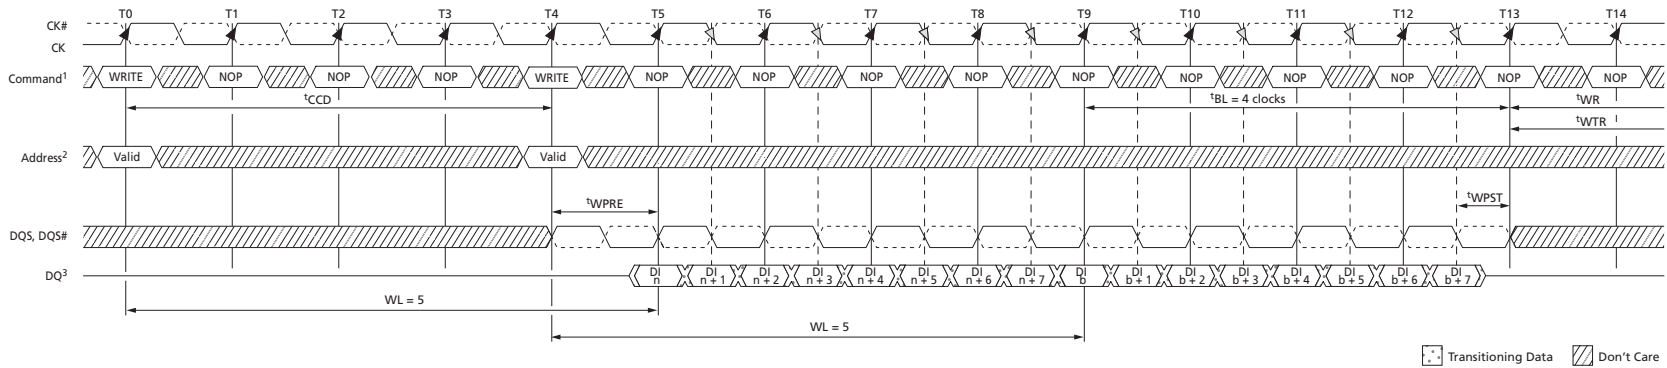 T0 T1 T2 T3 T4 T5 T6 T7 T8 T9 T10 T11 T12 T13 T14
CK#
CK
Command1 WRITE NOP NOP NOP WRITE NOP NOP NOP NOP NOP NOP NOP NOP NOP NOP
tCCD tBL = 4 clocks tWR
tWTR
Address2 Valid Valid
tWPRE tWPST
DQS, DQS#
DQ3 DI n DI n + 1 DI n + 2 DI n + 3 DI n + 4 DI n + 5 DI n + 6 DI n + 7 DI b DI b + 1 DI b + 2 DI b + 3 DI b + 4 DI b + 5 DI b + 6 DI b + 7
WL = 5
WL = 5
Transitioning Data Don't Care